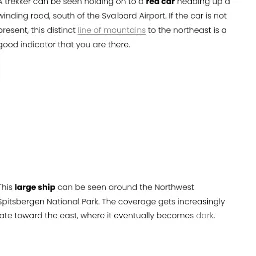 A trekker can be seen holding on to a red car heading up a
winding road, south of the Svalbard Airport. If the car is not
present, this distinct line of mountains to the northeast is a
good indicator that you are there.
This large ship can be seen around the Northwest
Spitsbergen National Park. The coverage gets increasingly
late toward the east, where it eventually becomes dark.